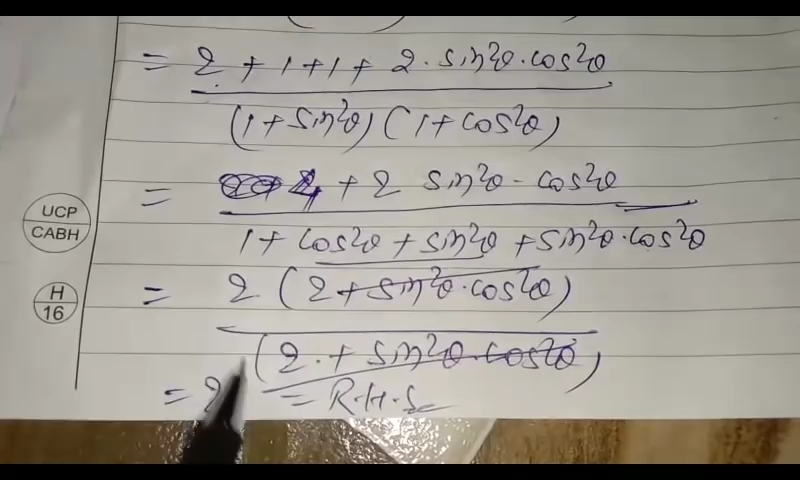 = 2 + 1 + 1 + 2 · sin²θ · cos²θ
(1 + sin²θ) (1 + cos²θ)
= 4 + 2 sin²θ · cos²θ
1 + cos²θ + sin²θ + sin²θ · cos²θ
= 2 (2 + sin²θ · cos²θ)
(2 + sin²θ · cos²θ)
= 2 = R.H.S
UCP
CABH
H
16